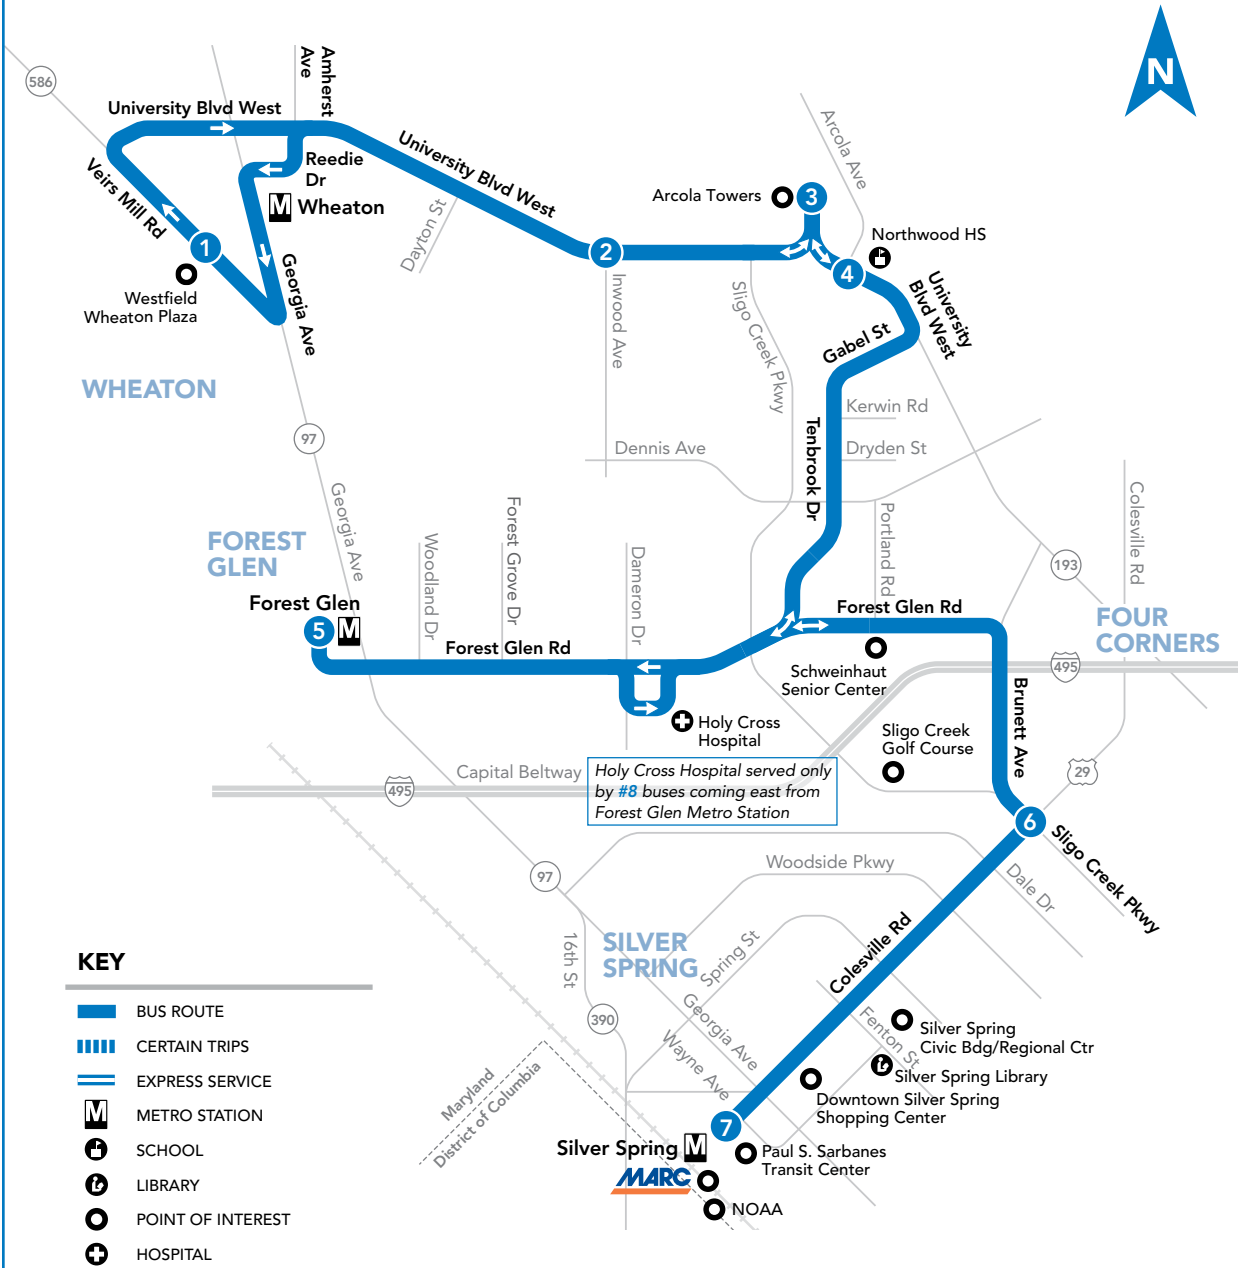 N
586
Amherst
Ave
University Blvd West
Arcola Ave
University Blvd West
Reedie
Dr
Veirs Mill Rd
M Wheaton
Arcola Towers
3
Dayton St
Northwood HS
1
2
4
Westfield
Wheaton Plaza
Georgia Ave
Inwood Ave
Sligo Creek Pkwy
University
Blvd West
Gabel St
WHEATON
Kerwin Rd
97
Tenbrook Dr
Dennis Ave
Dryden St
Georgia Ave
Forest Grove Dr
Portland Rd
Colesville Rd
FOREST
GLEN
Woodland Dr
Dameron Dr
193
Forest Glen
5 M
Forest Glen Rd
FOUR
CORNERS
Forest Glen Rd
Schweinhaut
Senior Center
495
Brunett Ave
Holy Cross
Hospital
Sligo Creek
Golf Course
Capital Beltway
29
495
Holy Cross Hospital served only
by #8 buses coming east from
Forest Glen Metro Station
6
Sligo Creek Pkwy
Woodside Pkwy
97
Dale Dr
Colesville Rd
16th St
SILVER
SPRING
Spring St
KEY
Georgia Ave
Fenton St
390
BUS ROUTE
Silver Spring
Civic Bdg/Regional Ctr
CERTAIN TRIPS
Wayne Ave
EXPRESS SERVICE
Silver Spring Library
Maryland
District of Columbia
Downtown Silver Spring
Shopping Center
M METRO STATION
7
SCHOOL
Silver Spring M
Paul S. Sarbanes
Transit Center
LIBRARY
MARC
POINT OF INTEREST
NOAA
HOSPITAL